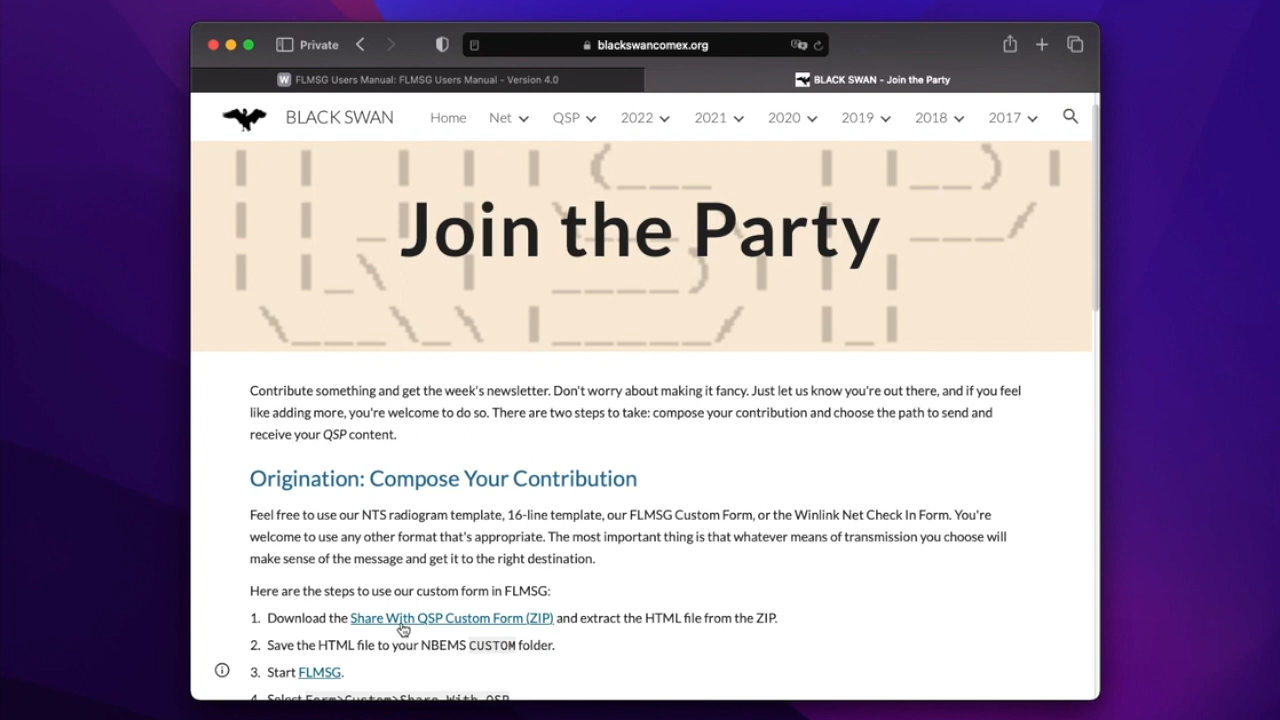 Private
blackswancomex.org
FLMSG Users Manual: FLMSG Users Manual - Version 4.0
BLACK SWAN - Join the Party
BLACK SWAN
Home
Net
QSP
2022
2021
2020
2019
2018
2017
Join the Party
Contribute something and get the week's newsletter. Don't worry about making it fancy. Just let us know you're out there, and if you feel
like adding more, you're welcome to do so. There are two steps to take: compose your contribution and choose the path to send and
receive your QSP content.
Origination: Compose Your Contribution
Feel free to use our NTS radiogram template, 16-line template, our FLMSG Custom Form, or the Winlink Net Check In Form. You're
welcome to use any other format that's appropriate. The most important thing is that whatever means of transmission you choose will
make sense of the message and get it to the right destination.
Here are the steps to use our custom form in FLMSG:
1. Download the Share With QSP Custom Form (ZIP) and extract the HTML file from the ZIP.
2. Save the HTML file to your NBEMS CUSTOM folder.
3. Start FLMSG.
4. Select Form>Custom>Share With QSP